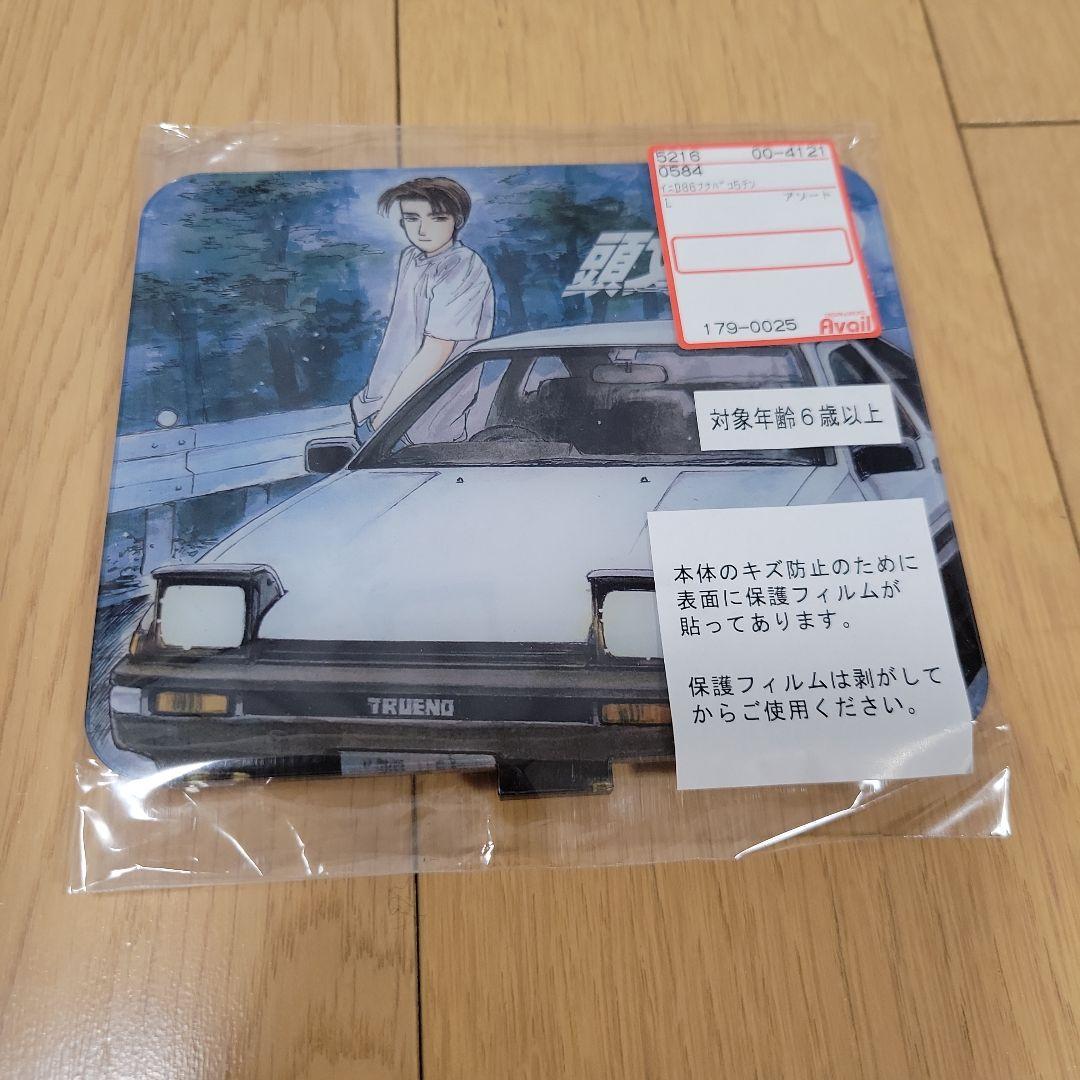 5216 00-4121
0584
ｲﾆD86ﾌﾟﾁﾊﾞｺ5ﾃﾝ
L アソート
179-0025 Avail
頭文
対象年齢６歳以上
本体のキズ防止のために
表面に保護フィルムが
貼ってあります。
保護フィルムは剥がして
からご使用ください。
TRUENO